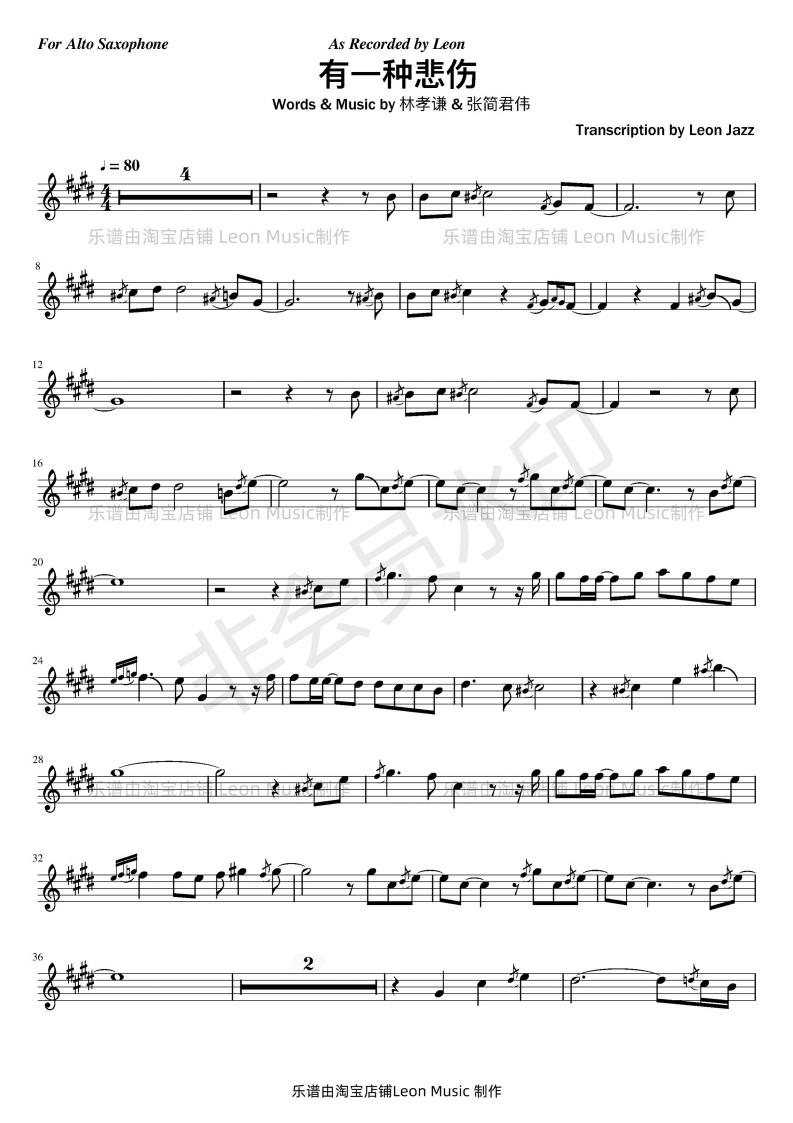 For Alto Saxophone
As Recorded by Leon
有一种悲伤
Words & Music by 林孝谦 & 张简君伟
Transcription by Leon Jazz
♩ = 80
4
4
4
乐谱由淘宝店铺 Leon Music制作
乐谱由淘宝店铺 Leon Music制作
8
12
16
乐谱由淘宝店铺 Leon Music制作
乐谱由淘宝店铺 Leon Music制作
非会员水印
20
24
28
乐谱由淘宝店铺 Leon Music制作
乐谱由淘宝店铺 Leon Music制作
32
36
2
乐谱由淘宝店铺Leon Music 制作